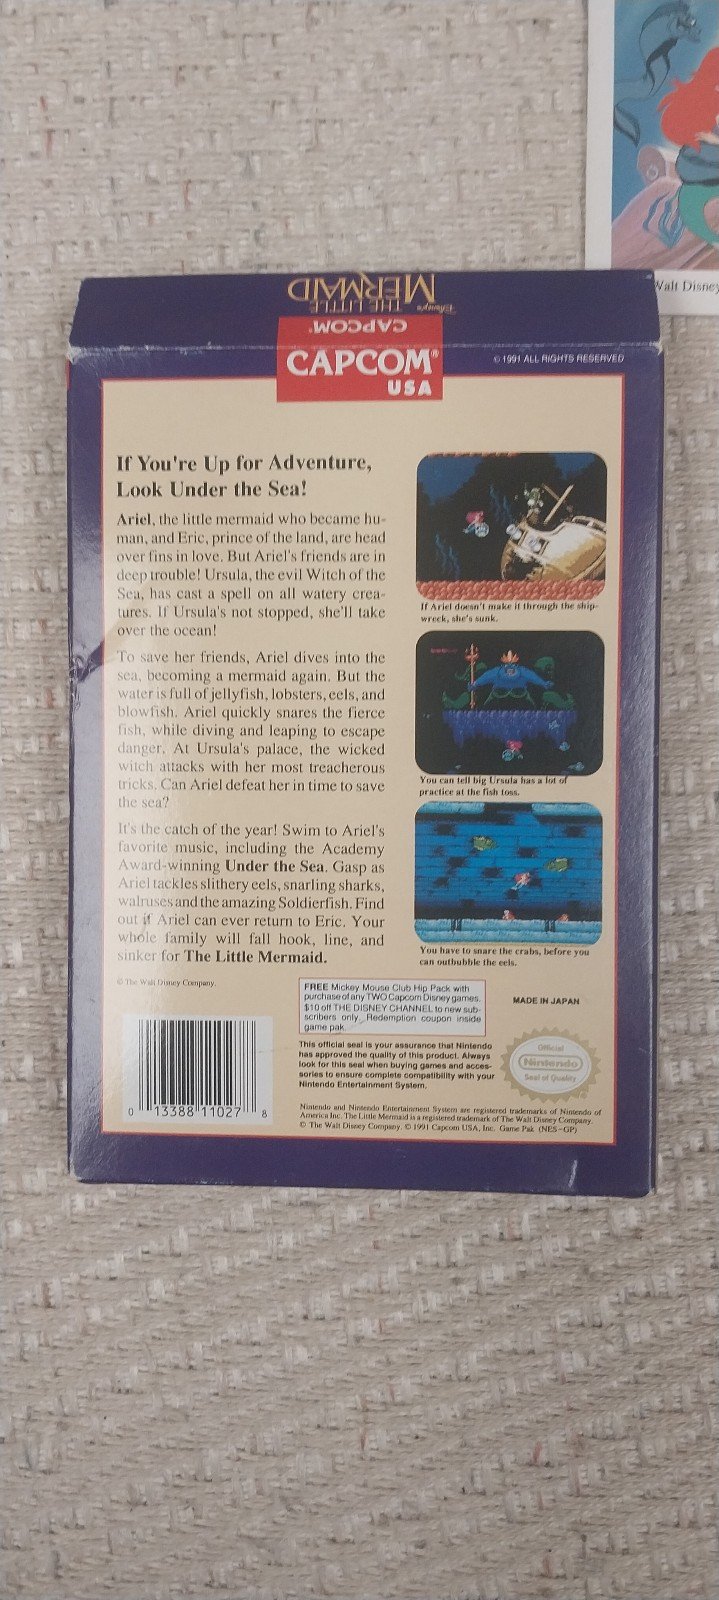 Disney's
THE LITTLE
MERMAID
CAPCOM®
CAPCOM®
USA
© 1991 ALL RIGHTS RESERVED
Walt Disney
If You're Up for Adventure,
Look Under the Sea!
Ariel, the little mermaid who became hu-
man, and Eric, prince of the land, are head
over fins in love. But Ariel's friends are in
deep trouble! Ursula, the evil Witch of the
Sea, has cast a spell on all watery crea-
tures. If Ursula's not stopped, she'll take
over the ocean!
To save her friends, Ariel dives into the
sea, becoming a mermaid again. But the
water is full of jellyfish, lobsters, eels, and
blowfish. Ariel quickly snares the fierce
fish, while diving and leaping to escape
danger. At Ursula's palace, the wicked
witch attacks with her most treacherous
tricks. Can Ariel defeat her in time to save
the sea?
It's the catch of the year! Swim to Ariel's
favorite music, including the Academy
Award-winning Under the Sea. Gasp as
Ariel tackles slithery eels, snarling sharks,
walruses and the amazing Soldierfish. Find
out if Ariel can ever return to Eric. Your
whole family will fall hook, line, and
sinker for The Little Mermaid.
If Ariel doesn't make it through the ship-
wreck, she's sunk.
You can tell big Ursula has a lot of
practice at the fish toss.
You have to snare the crabs, before you
can outbubble the eels.
© The Walt Disney Company.
FREE Mickey Mouse Club Hip Pack with
purchase of any TWO Capcom Disney games.
$10 off THE DISNEY CHANNEL to new sub-
scribers only. Redemption coupon inside
game pak.
MADE IN JAPAN
This official seal is your assurance that Nintendo
has approved the quality of this product. Always
look for this seal when buying games and acces-
sories to ensure complete compatibility with your
Nintendo Entertainment System.
Official
Nintendo
Seal of Quality
0 13388 11027 8
Nintendo and Nintendo Entertainment System are registered trademarks of Nintendo of
America Inc. The Little Mermaid is a registered trademark of The Walt Disney Company.
© The Walt Disney Company. © 1991 Capcom USA, Inc. Game Pak (NES-GP)